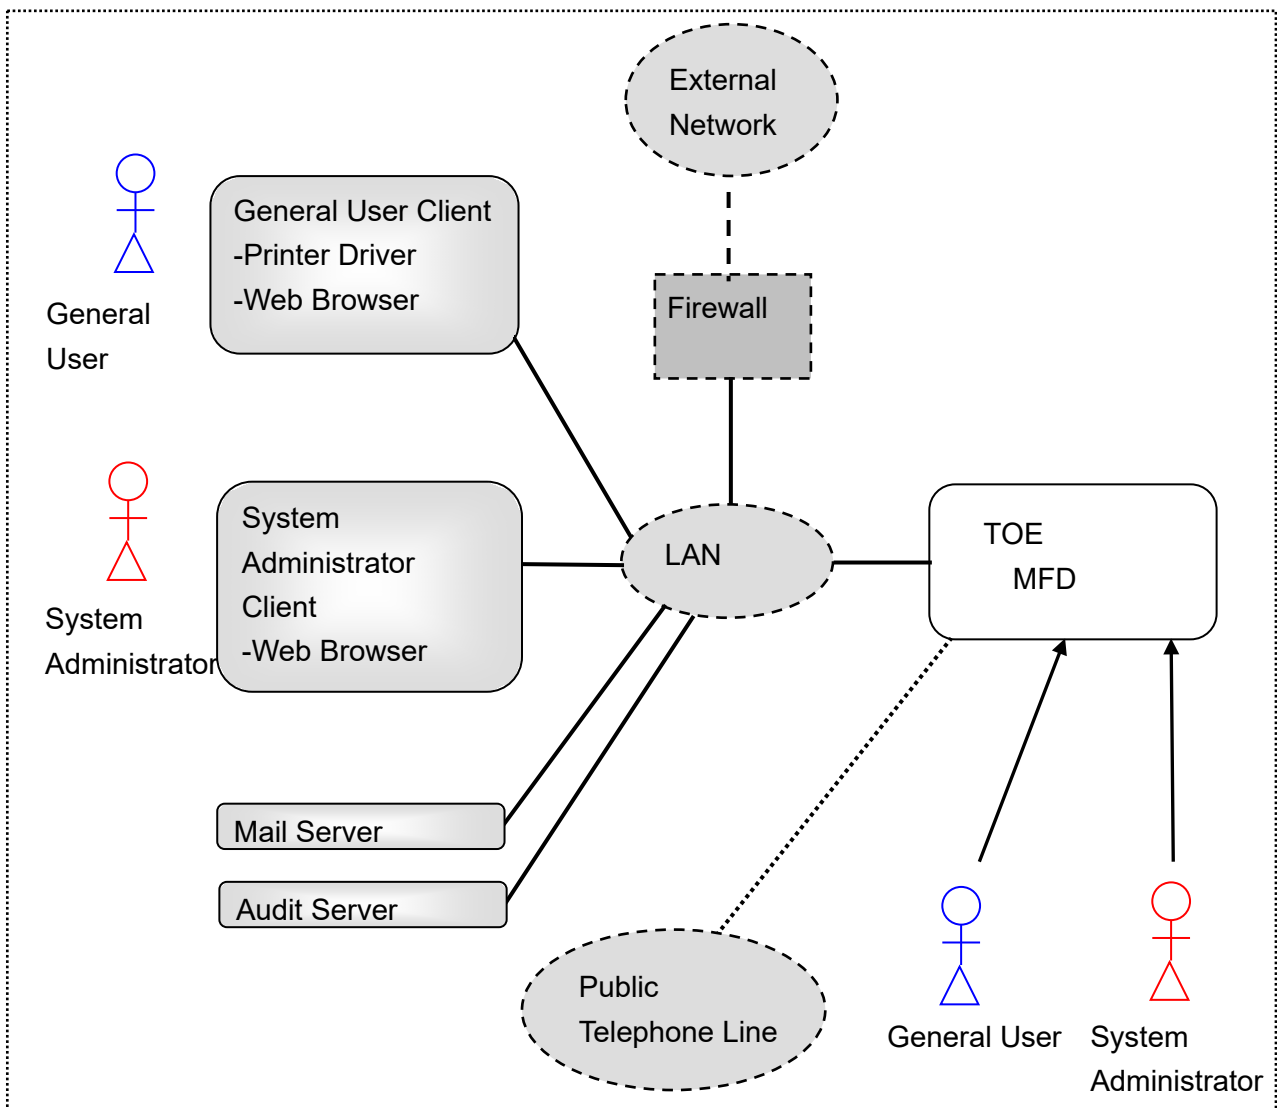 External
Network
General User Client
-Printer Driver
-Web Browser
General
User
Firewall
System
Administrator
Client
-Web Browser
System
Administrator
LAN
TOE
MFD
Mail Server
Audit Server
Public
Telephone Line
General User
System
Administrator